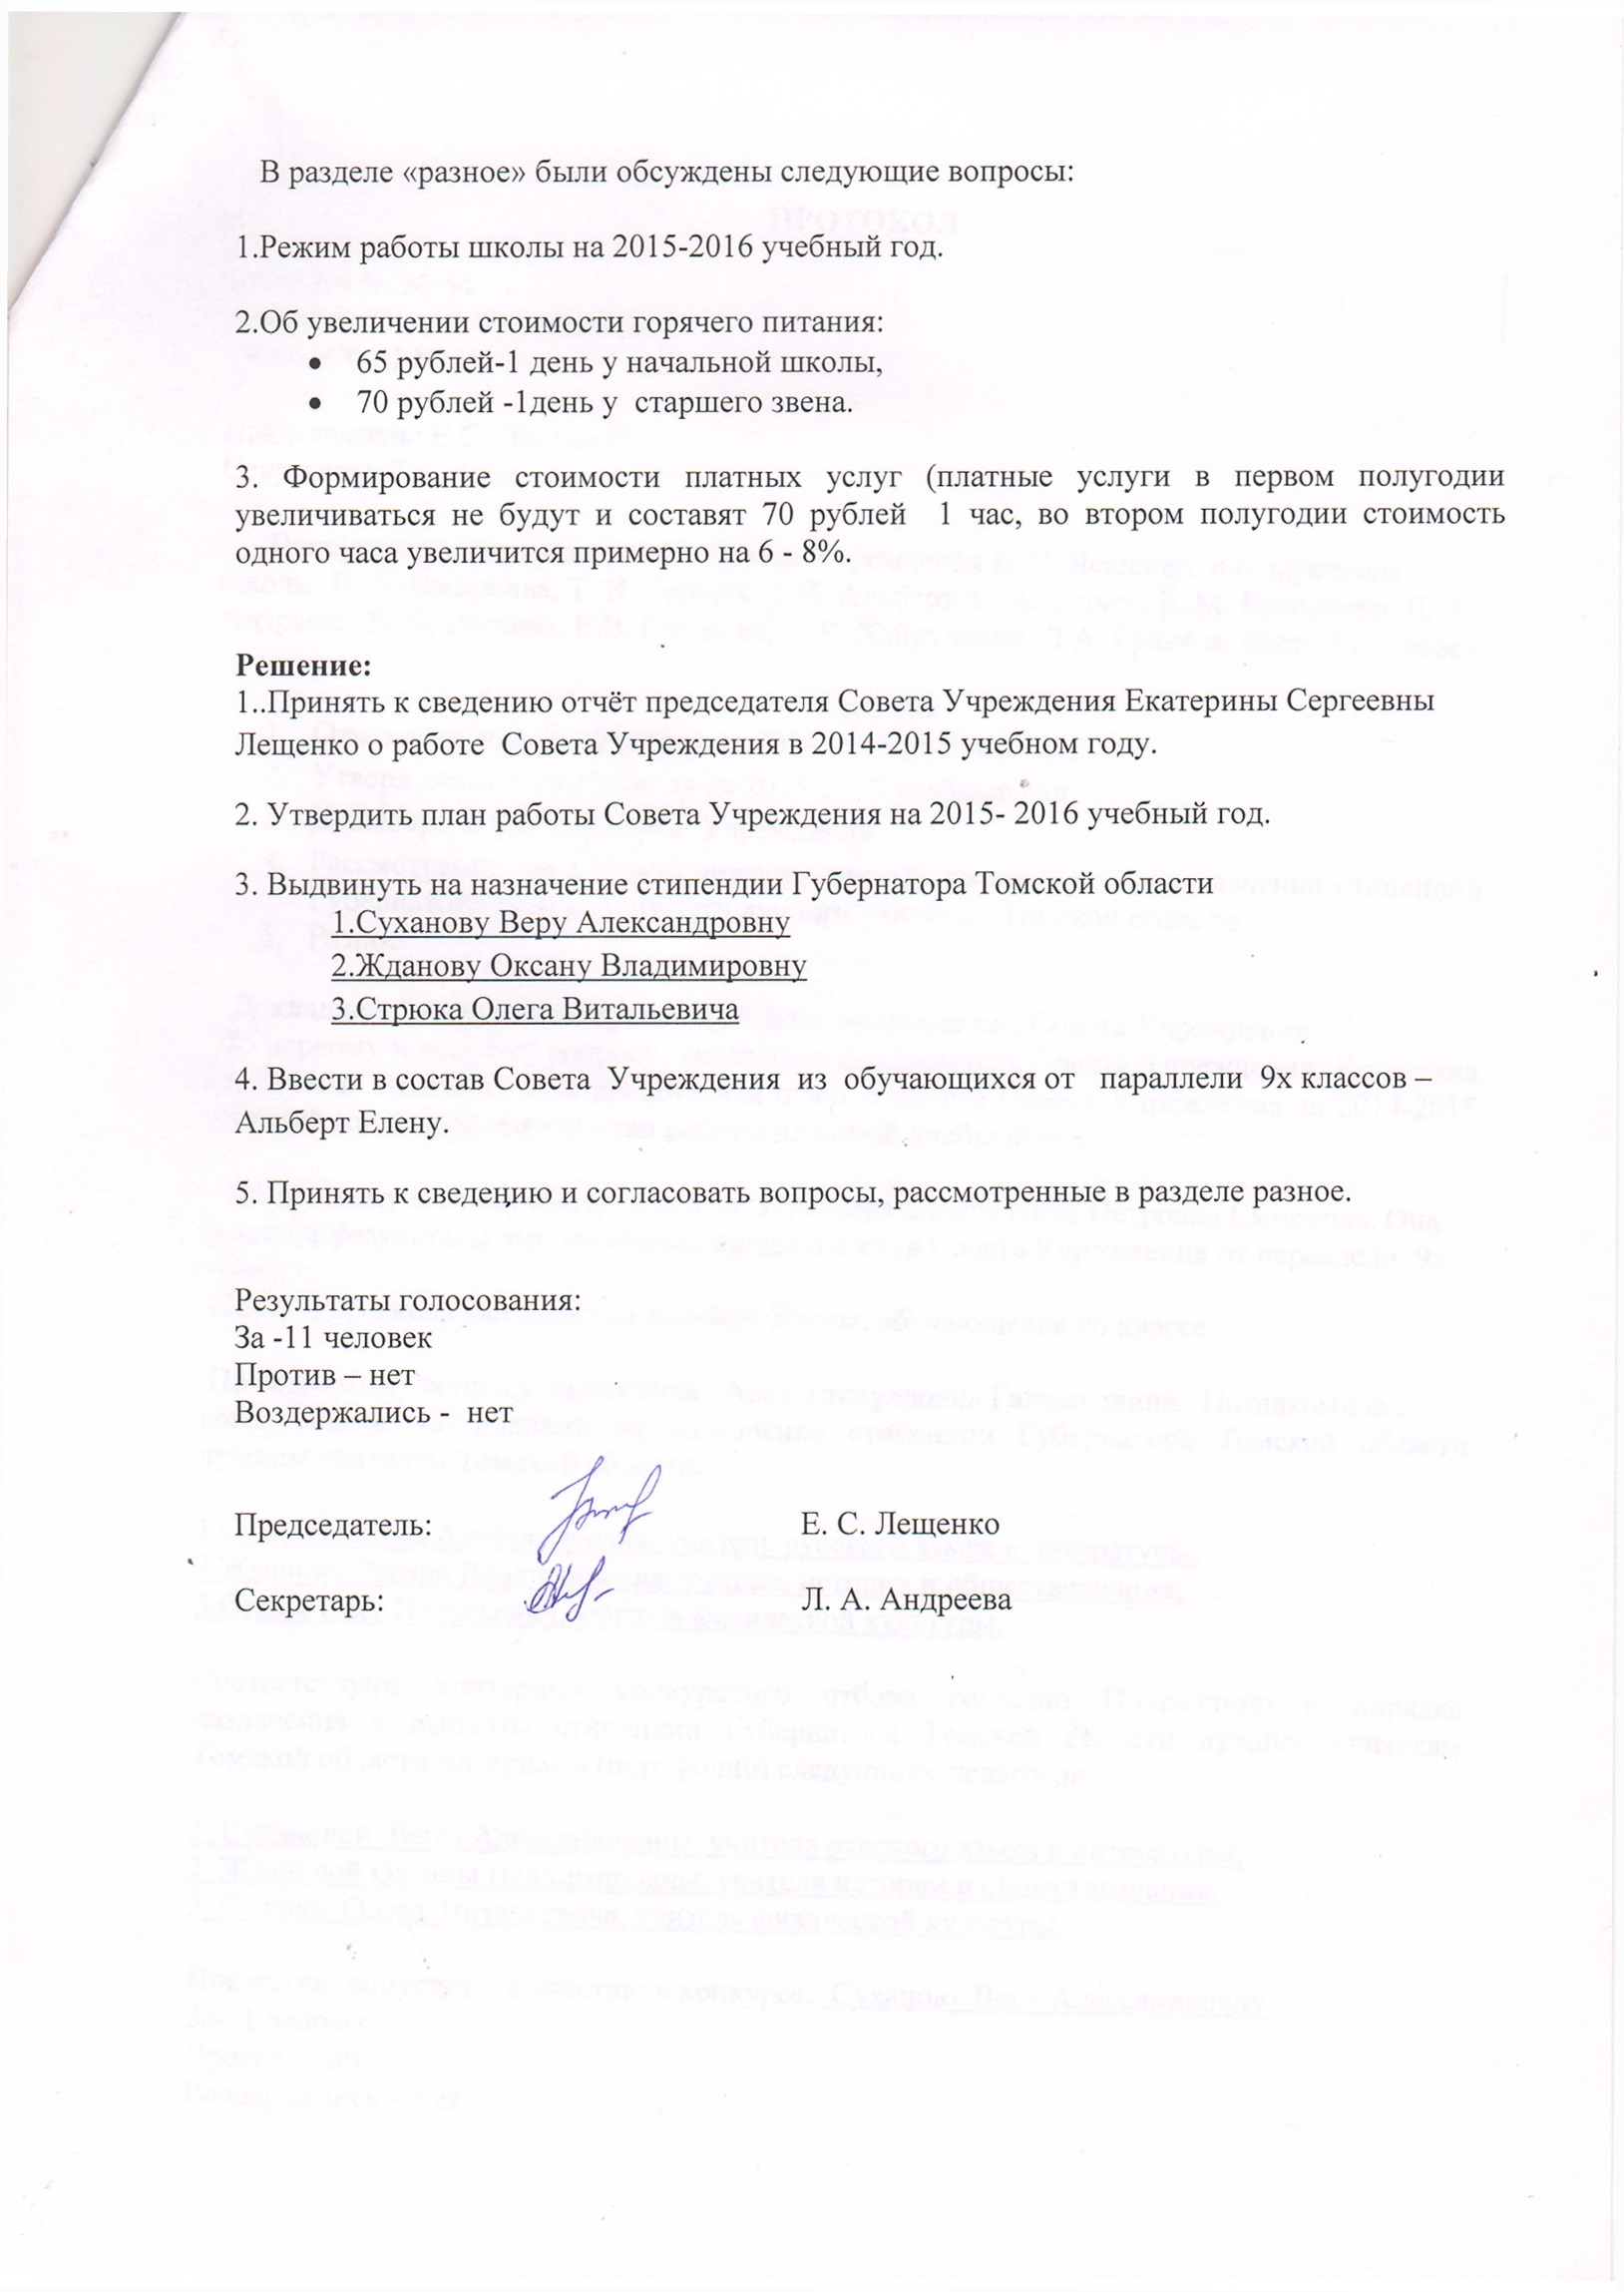 В разделе «разное» были обсуждены следующие вопросы:
1.Режим работы школы на 2015-2016 учебный год.
2.Об увеличении стоимости горячего питания:
• 65 рублей-1 день у начальной школы,
• 70 рублей -1день у старшего звена.
3. Формирование стоимости платных услуг (платные услуги в первом полугодии
увеличиваться не будут и составят 70 рублей 1 час, во втором полугодии стоимость
одного часа увеличится примерно на 6 - 8%.
Решение:
1..Принять к сведению отчёт председателя Совета Учреждения Екатерины Сергеевны
Лещенко о работе Совета Учреждения в 2014-2015 учебном году.
2. Утвердить план работы Совета Учреждения на 2015- 2016 учебный год.
3. Выдвинуть на назначение стипендии Губернатора Томской области
1.Суханову Веру Александровну
2.Жданову Оксану Владимировну
3.Стрюка Олега Витальевича
4. Ввести в состав Совета Учреждения из обучающихся от параллели 9х классов –
Альберт Елену.
5. Принять к сведению и согласовать вопросы, рассмотренные в разделе разное.
Результаты голосования:
За -11 человек
Против – нет
Воздержались - нет
Председатель: Е. С. Лещенко
Секретарь: Л. А. Андреева